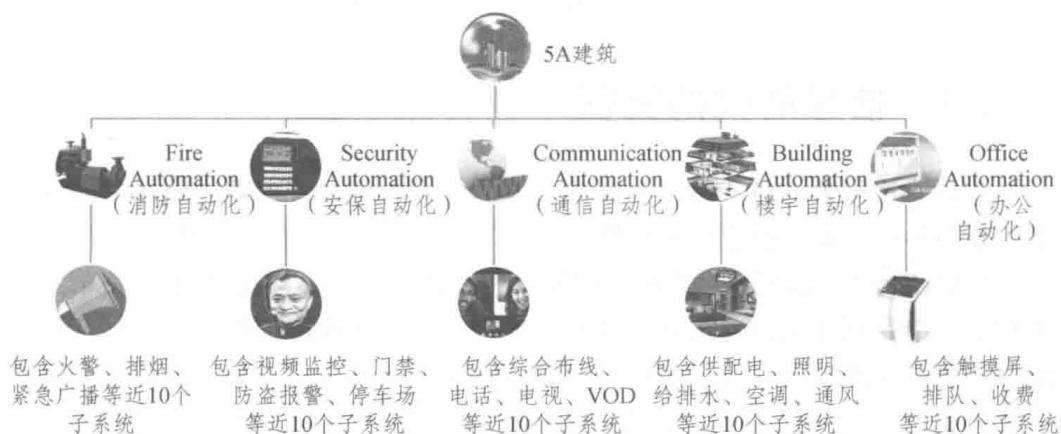 5A建筑
Fire
Automation
（消防自动化）
Security
Automation
（安保自动化）
Communication
Automation
（通信自动化）
Building
Automation
（楼宇自动化）
Office
Automation
（办公
自动化）
包含火警、排烟、
紧急广播等近10个
子系统
包含视频监控、门禁、
防盗报警、停车场
等近10个子系统
包含综合布线、
电话、电视、VOD
等近10个子系统
包含供配电、照明、
给排水、空调、通风
等近10个子系统
包含触摸屏、
排队、收费
等近10个子系统